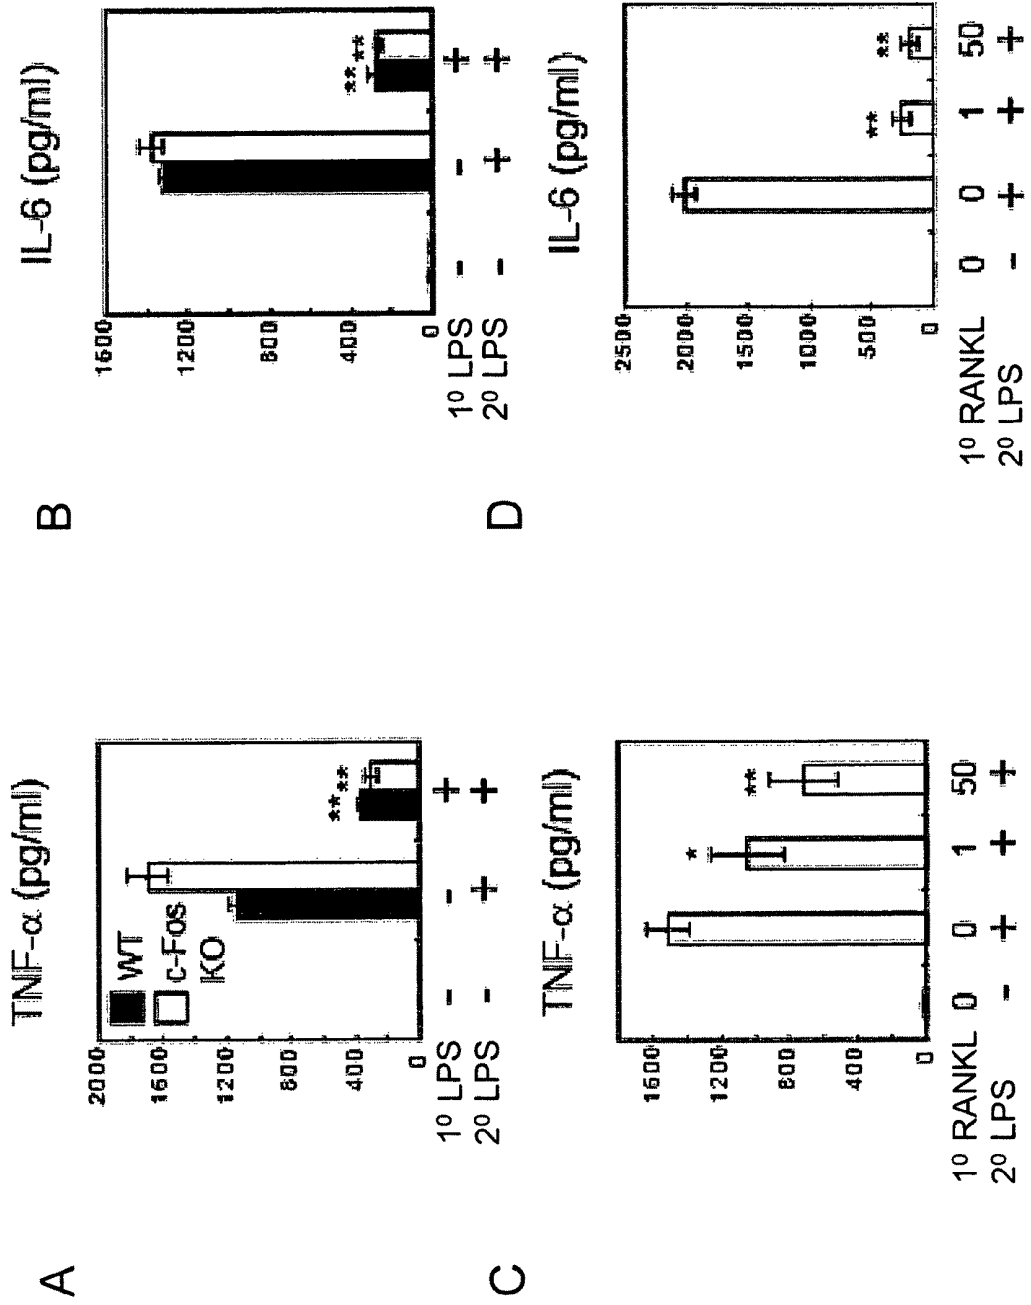 A
TNF-α (pg/ml)
WT
c-Fos
KO
2000
1600
1200
800
400
0
1⁰ LPS - - +
2⁰ LPS - + +
** **
B
IL-6 (pg/ml)
1600
1200
800
400
0
1⁰ LPS - - +
2⁰ LPS - + +
** **
C
TNF-α (pg/ml)
1600
1200
800
400
0
* **
1⁰ RANKL 0 0 1 50
2⁰ LPS - + + +
D
IL-6 (pg/ml)
2500
2000
1500
1000
500
0
** **
1⁰ RANKL 0 0 1 50
2⁰ LPS - + + +